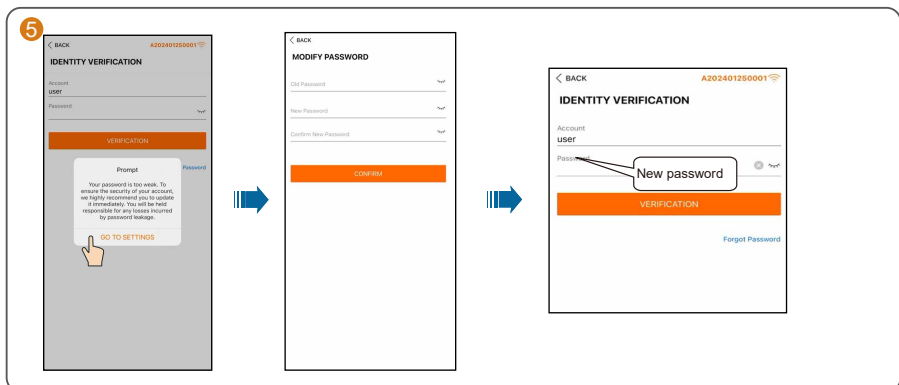 5
BACK
A202401250001
IDENTITY VERIFICATION
Account
user
Password
VERIFICATION
Password
Prompt
Your password is too weak. To
ensure the security of your account,
we highly recommend you to update
it immediately. You will be held
responsible for any losses incurred
by password leakage.
GO TO SETTINGS
BACK
MODIFY PASSWORD
Old Password
New Password
Confirm New Password
CONFIRM
BACK
A202401250001
IDENTITY VERIFICATION
Account
user
New password
VERIFICATION
Forgot Password